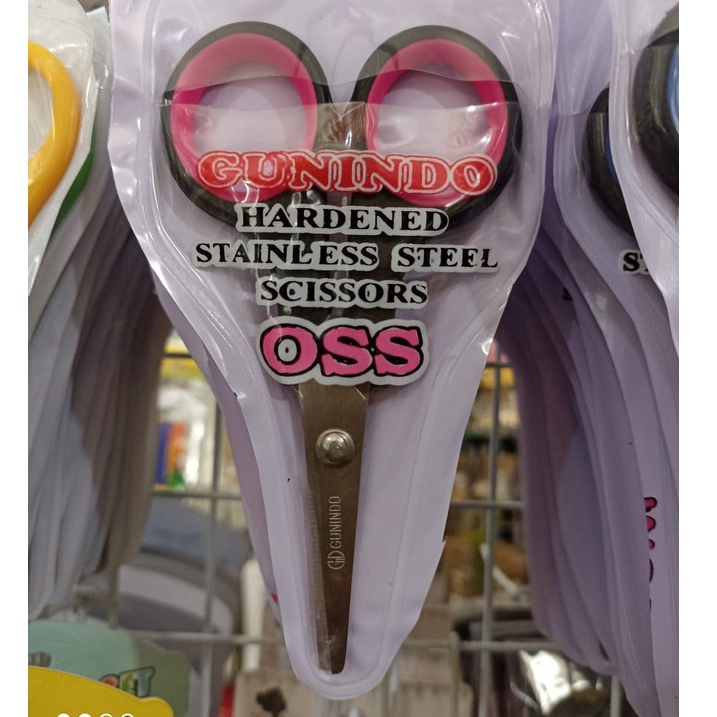 GUNINDO
HARDENED
STAINLESS STEEL
SCISSORS
OSS
GUNINDO